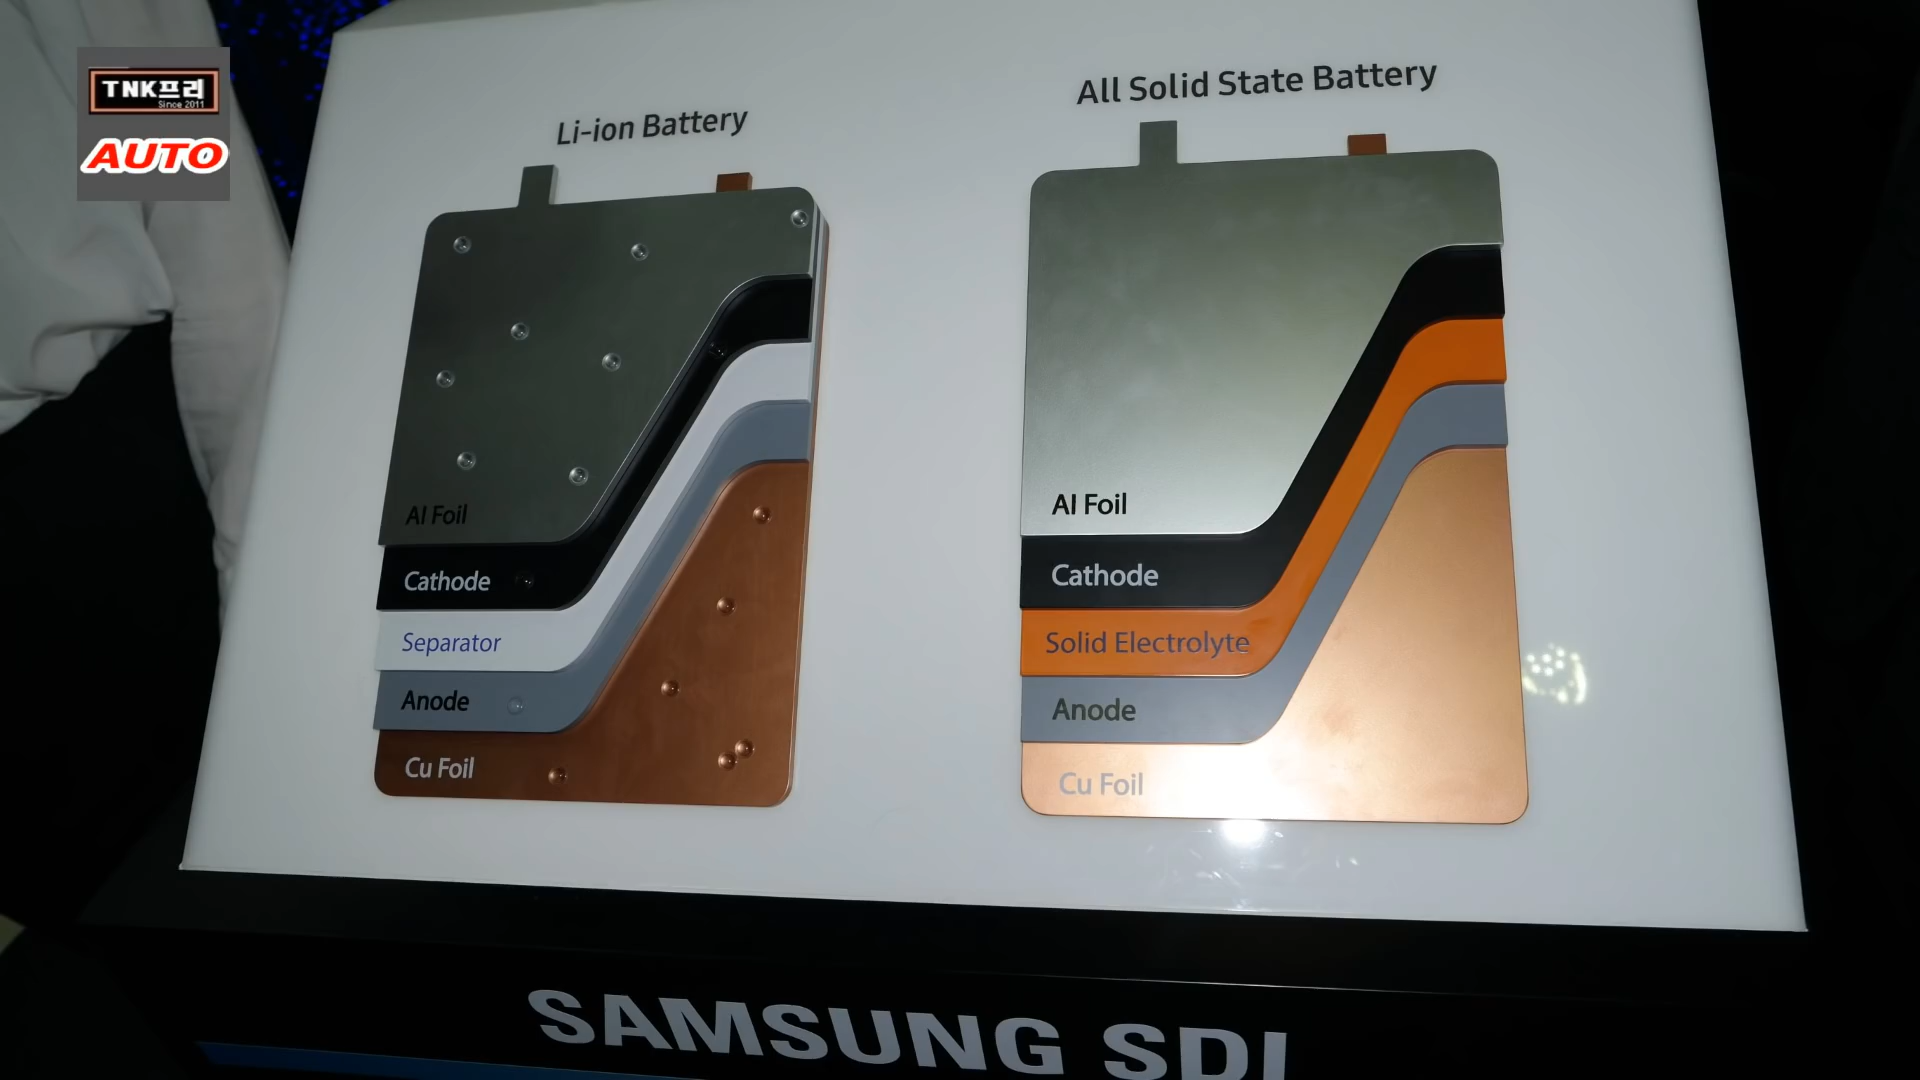 TNK프리
Since 2011
AUTO
Li-ion Battery
Al Foil
Cathode
Separator
Anode
Cu Foil
All Solid State Battery
Al Foil
Cathode
Solid Electrolyte
Anode
Cu Foil
SAMSUNG SDI